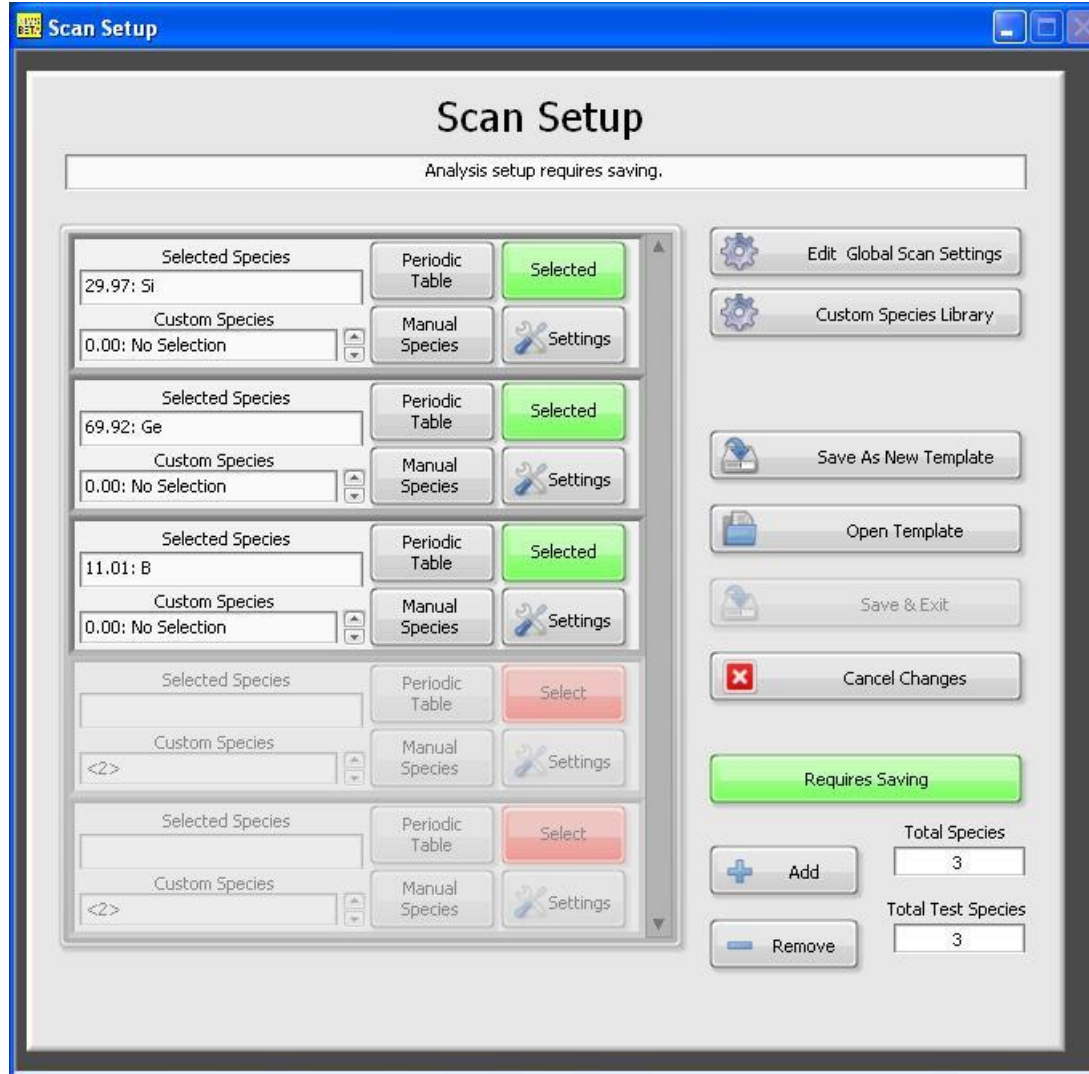 Scan Setup
Scan Setup
Analysis setup requires saving.
Selected Species
29.97: Si
Periodic
Table
Selected
Custom Species
0.00: No Selection
Manual
Species
Settings
Selected Species
69.92: Ge
Periodic
Table
Selected
Custom Species
0.00: No Selection
Manual
Species
Settings
Selected Species
11.01: B
Periodic
Table
Selected
Custom Species
0.00: No Selection
Manual
Species
Settings
Selected Species
Periodic
Table
Select
Custom Species
<2>
Manual
Species
Settings
Selected Species
Periodic
Table
Select
Custom Species
<2>
Manual
Species
Settings
Edit Global Scan Settings
Custom Species Library
Save As New Template
Open Template
Save & Exit
Cancel Changes
Requires Saving
Add
Total Species
3
Remove
Total Test Species
3